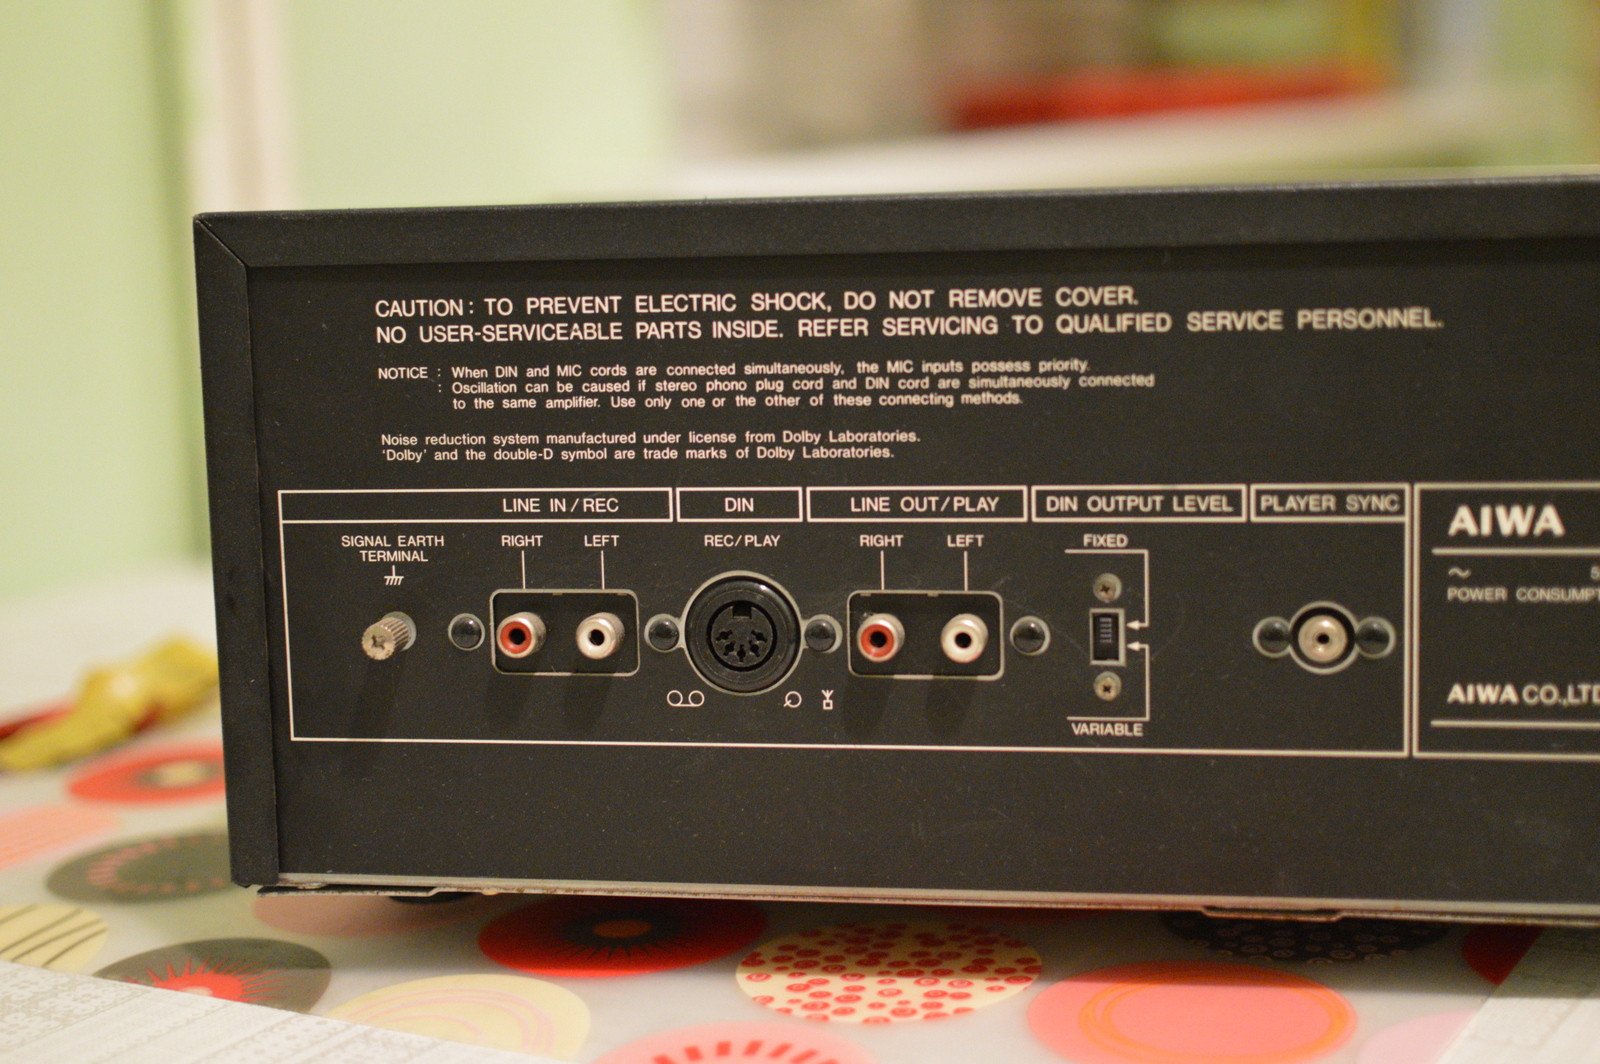 CAUTION : TO PREVENT ELECTRIC SHOCK, DO NOT REMOVE COVER.
NO USER-SERVICEABLE PARTS INSIDE. REFER SERVICING TO QUALIFIED SERVICE PERSONNEL.
NOTICE : When DIN and MIC cords are connected simultaneously, the MIC inputs possess priority.
: Oscillation can be caused if stereo phono plug cord and DIN cord are simultaneously connected
to the same amplifier. Use only one or the other of these connecting methods.
Noise reduction system manufactured under license from Dolby Laboratories.
'Dolby' and the double-D symbol are trade marks of Dolby Laboratories.
LINE IN / REC
DIN
LINE OUT/PLAY
DIN OUTPUT LEVEL
PLAYER SYNC
SIGNAL EARTH
TERMINAL
RIGHT
LEFT
REC/PLAY
RIGHT
LEFT
FIXED
VARIABLE
AIWA
~ 5
POWER CONSUMPT
AIWA CO.,LTD